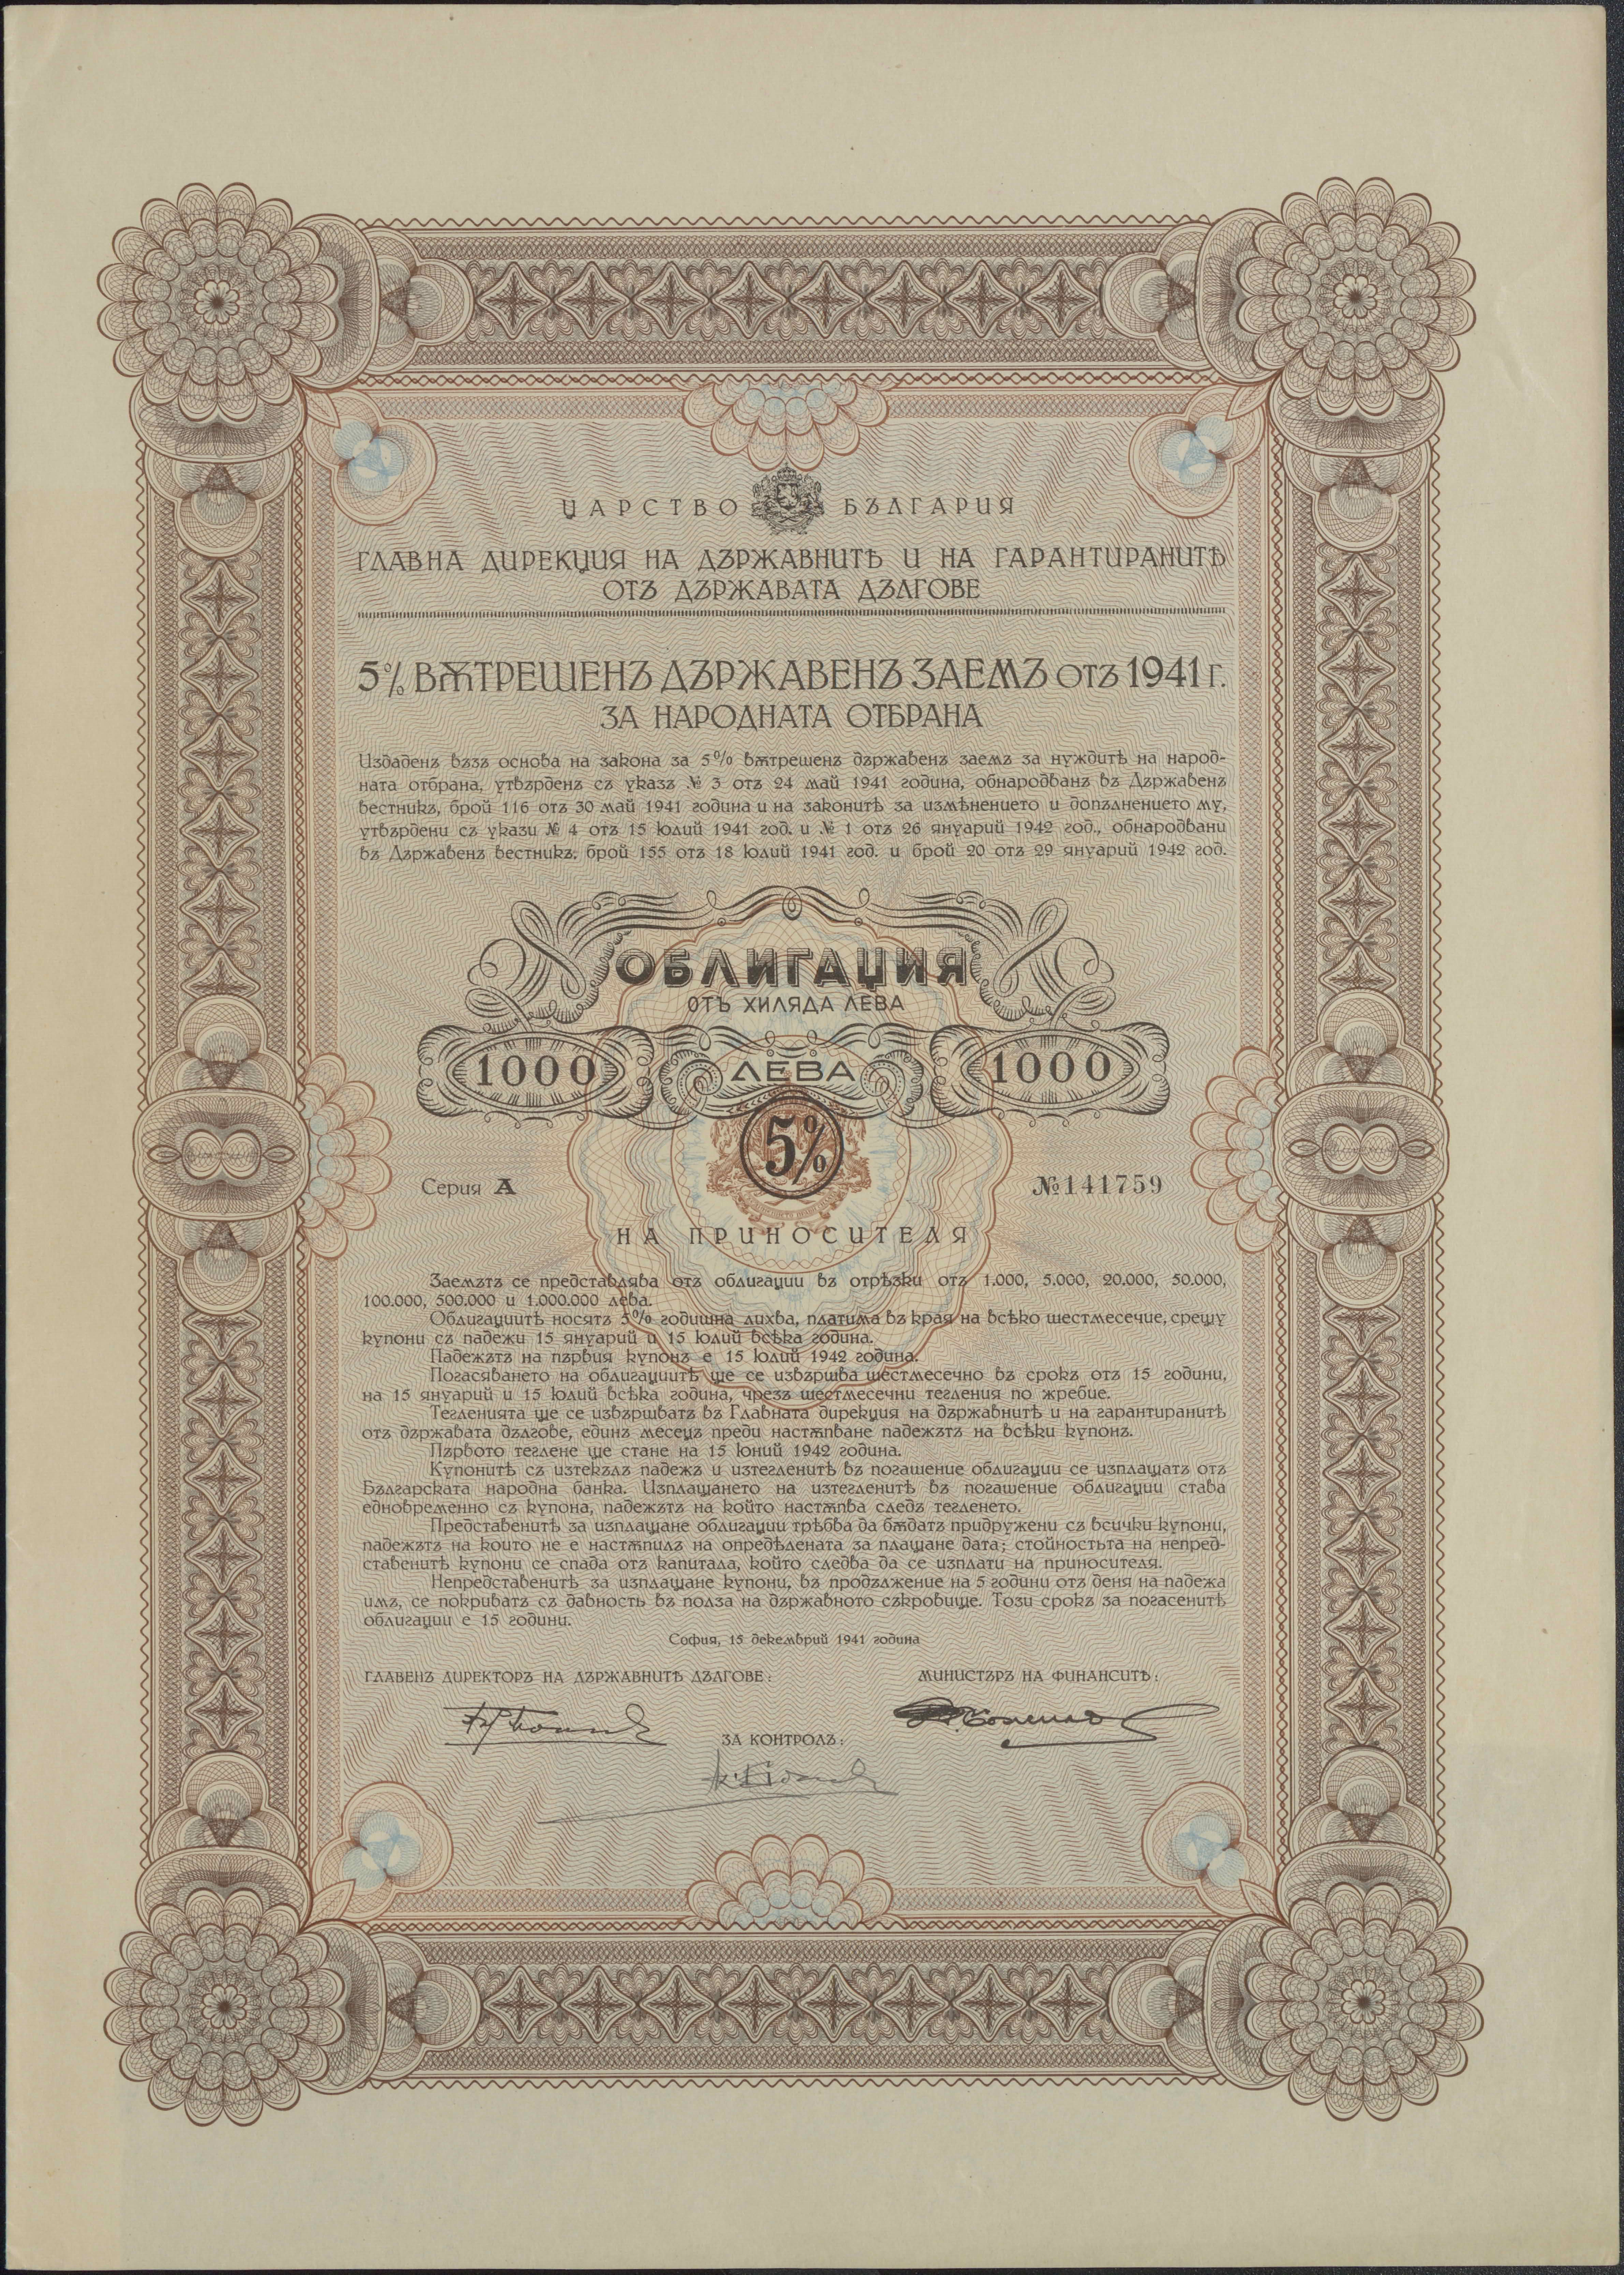 ЦАРСТВО БЪЛГАРИЯ
ГЛАВНА ДИРЕКЦИЯ НА ДЪРЖАВНИТѢ И НА ГАРАНТИРАНИТѢ
ОТЪ ДЪРЖАВАТА ДЪЛГОВЕ
5% ВѪТРЕШЕНЪ ДЪРЖАВЕНЪ ЗАЕМЪ ОТЪ 1941 Г.
ЗА НАРОДНАТА ОТБРАНА
Издаденъ възъ основа на закона за 5% вѫтрешенъ държавенъ заемъ за нуждитѣ на народ-
ната отбрана, утвърденъ съ указъ № 3 отъ 24 май 1941 година, обнародванъ въ Държавенъ
вестникъ, брой 116 отъ 30 май 1941 година и на законитѣ за измѣнението и допълнението му,
утвърдени съ укази № 4 отъ 15 юлий 1941 год. и № 1 отъ 26 януарий 1942 год., обнародвани
въ Държавенъ вестникъ: брой 155 отъ 18 юлий 1941 год. и брой 20 отъ 29 януарий 1942 год.
ОБЛИГАЦИЯ
ОТЪ ХИЛЯДА ЛЕВА
1000 ЛЕВА 1000
5%
Серия А №141759
НА ПРИНОСИТЕЛЯ
Заемътъ се представлява отъ облигации въ отрѣзки отъ 1.000, 5.000, 20.000, 50.000,
100.000, 500.000 и 1.000.000 лева.
Облигациитѣ носятъ 5% годишна лихва, платима въ края на всѣко шестмесечие, срещу
купони съ падежи 15 януарий и 15 юлий всѣка година.
Падежътъ на първия купонъ е 15 юлий 1942 година.
Погасяването на облигациитѣ ще се извършва шестмесечно въ срокъ отъ 15 години,
на 15 януарий и 15 юлий всѣка година, чрезъ шестмесечни тегления по жребие.
Тегленията ще се извършватъ въ Главната дирекция на държавнитѣ и на гарантиранитѣ
отъ държавата дългове, единъ месецъ преди настѫпване падежътъ на всѣки купонъ.
Първото теглене ще стане на 15 юний 1942 година.
Купонитѣ съ изтекълъ падежъ и изтегленитѣ въ погашение облигации се изплащатъ отъ
Българската народна банка. Изплащането на изтегленитѣ въ погашение облигации става
едновременно съ купона, падежътъ на който настѫпва следъ тегленето.
Представенитѣ за изплащане облигации трѣбва да бѫдатъ придружени съ всички купони,
падежътъ на които не е настѫпилъ на опредѣлената за плащане дата; стойностьта на непред-
ставенитѣ купони се спада отъ капитала, който следва да се изплати на приносителя.
Непредставенитѣ за изплащане купони, въ продължение на 5 години отъ деня на падежа
имъ, се покриватъ съ давность въ полза на държавното съкровище. Този срокъ за погасенитѣ
облигации е 15 години.
София, 15 декемврий 1941 година
ГЛАВЕНЪ ДИРЕКТОРЪ НА ДЪРЖАВНИТѢ ДЪЛГОВЕ: МИНИСТЪРЪ НА ФИНАНСИТѢ:
ЗА КОНТРОЛЪ: